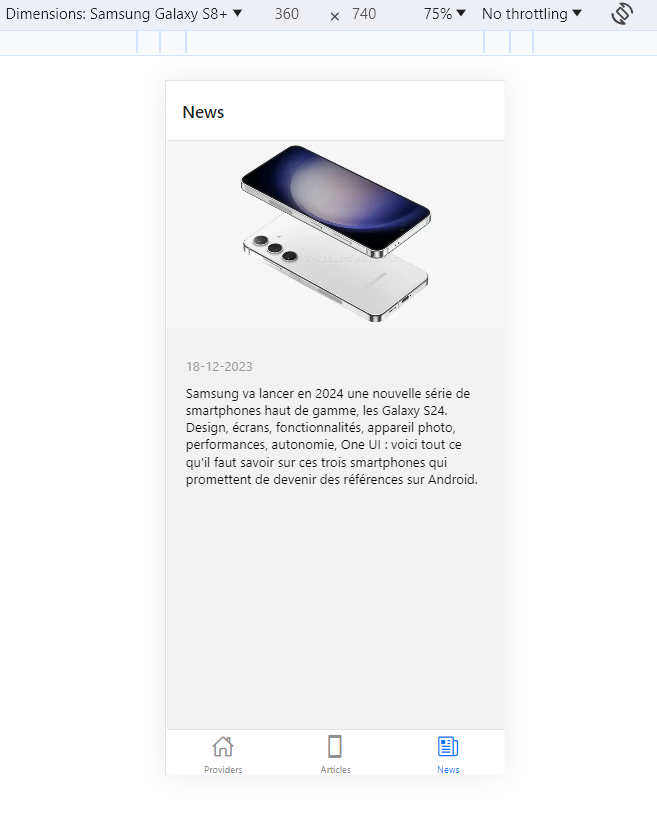 Dimensions: Samsung Galaxy S8+ ▼ 360 × 740 75% ▼ No throttling ▼
News
18-12-2023
Samsung va lancer en 2024 une nouvelle série de
smartphones haut de gamme, les Galaxy S24.
Design, écrans, fonctionnalités, appareil photo,
performances, autonomie, One UI : voici tout ce
qu'il faut savoir sur ces trois smartphones qui
promettent de devenir des références sur Android.
Providers Articles News